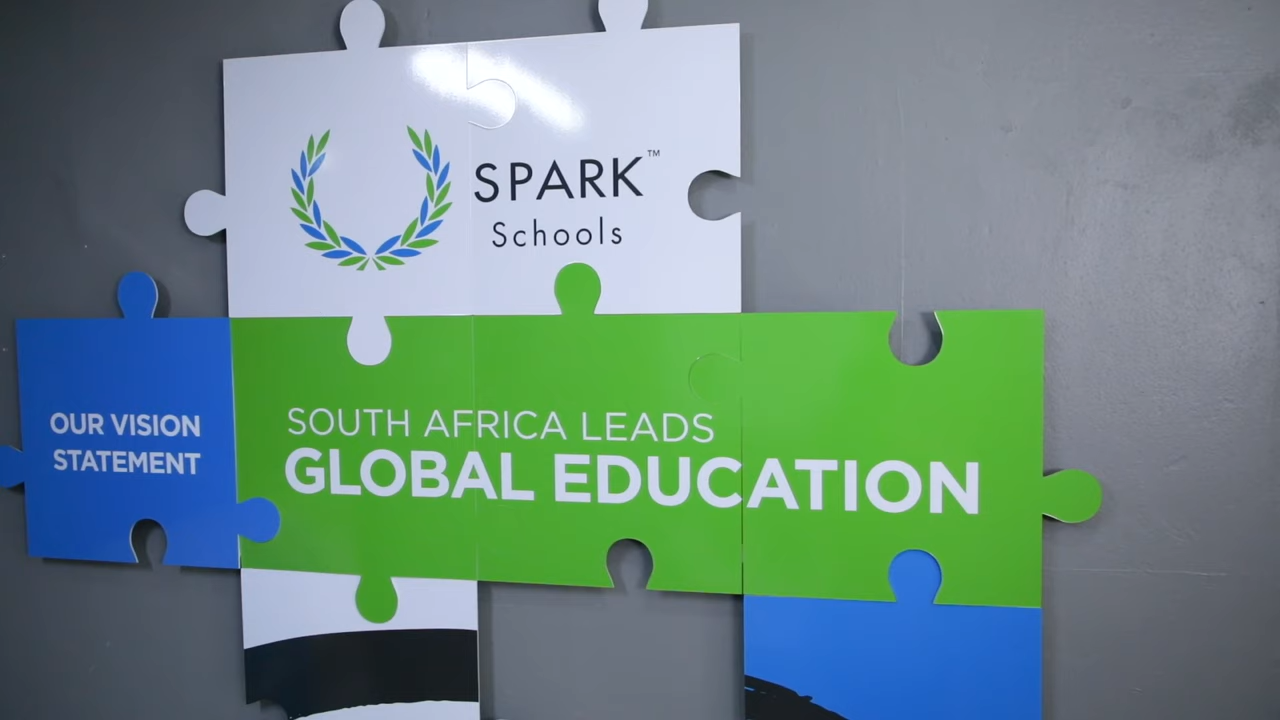 SPARK™
Schools
OUR VISION
STATEMENT
SOUTH AFRICA LEADS
GLOBAL EDUCATION